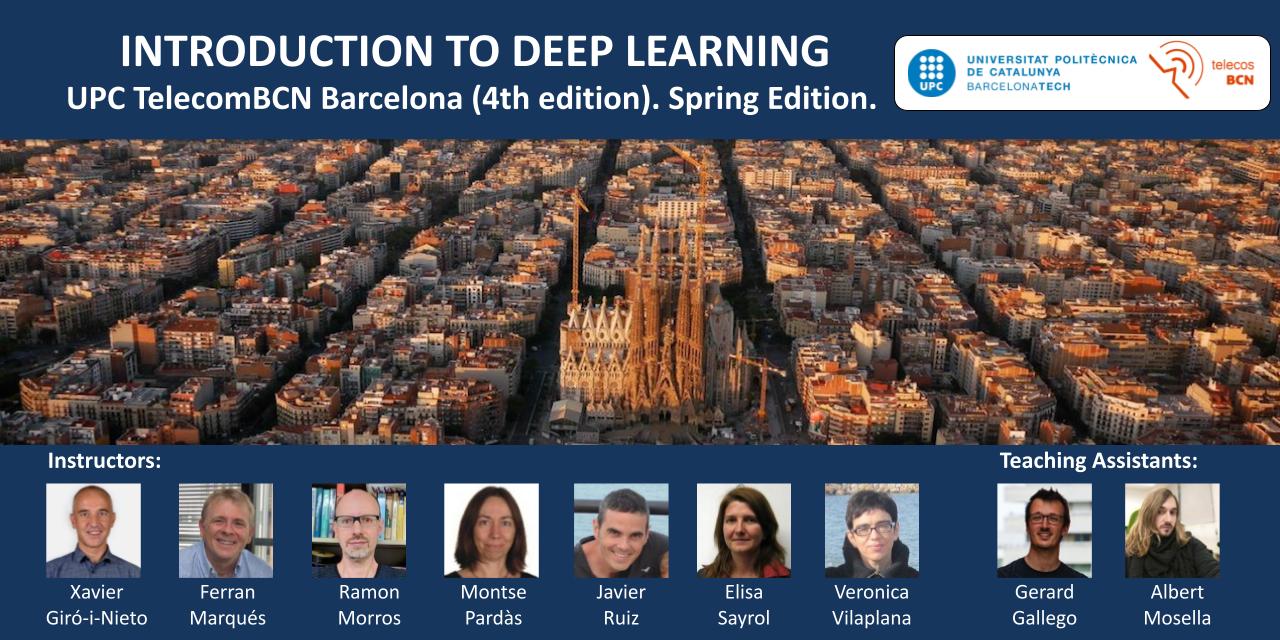 INTRODUCTION TO DEEP LEARNING
UPC TelecomBCN Barcelona (4th edition). Spring Edition.
UPC
UNIVERSITAT POLITÈCNICA
DE CATALUNYA
BARCELONATECH
telecos
BCN
Instructors:
Xavier
Giró-i-Nieto
Ferran
Marqués
Ramon
Morros
Montse
Pardàs
Javier
Ruiz
Elisa
Sayrol
Veronica
Vilaplana
Teaching Assistants:
Gerard
Gallego
Albert
Mosella